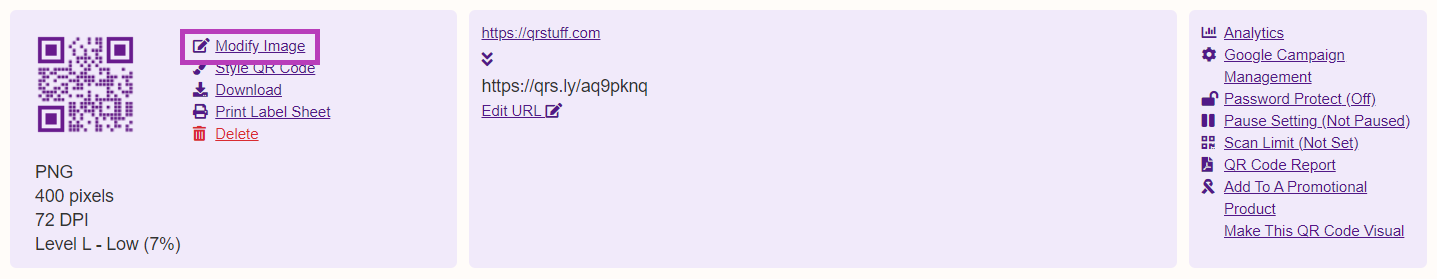 Modify Image
Style QR Code
Download
Print Label Sheet
Delete
PNG
400 pixels
72 DPI
Level L - Low (7%)
https://qrstuff.com
https://qrs.ly/aq9pknq
Edit URL
Analytics
Google Campaign
Management
Password Protect (Off)
Pause Setting (Not Paused)
Scan Limit (Not Set)
QR Code Report
Add To A Promotional
Product
Make This QR Code Visual